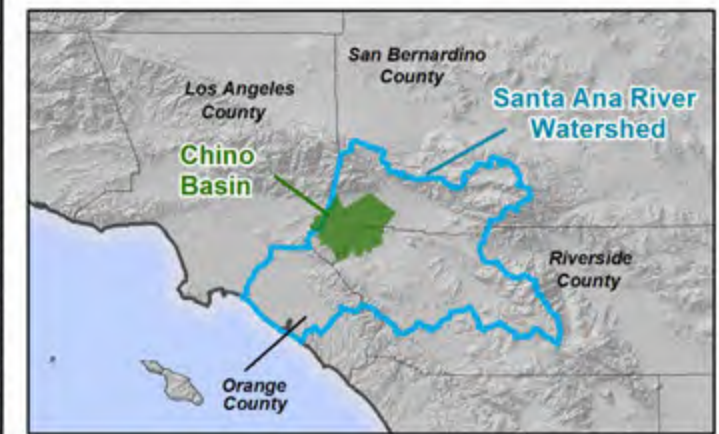 San Bernardino
County
Los Angeles
County
Santa Ana River
Watershed
Chino
Basin
Riverside
County
Orange
County